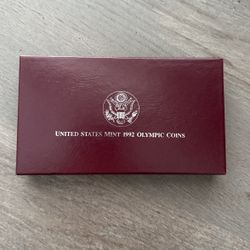 UNITED STATES MINT 1992 OLYMPIC COINS